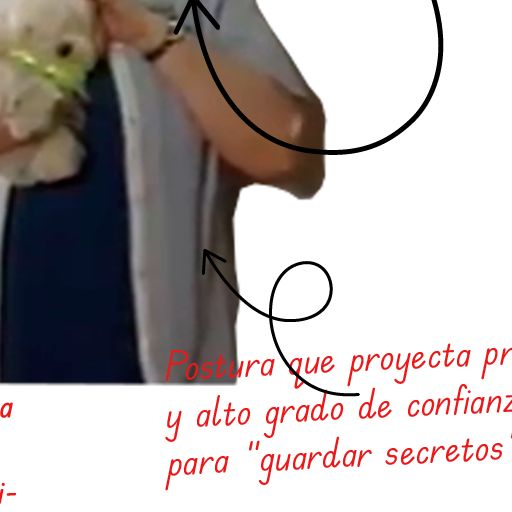 Postura que proyecta pr
y alto grado de confianz
para "guardar secretos"
a
i-